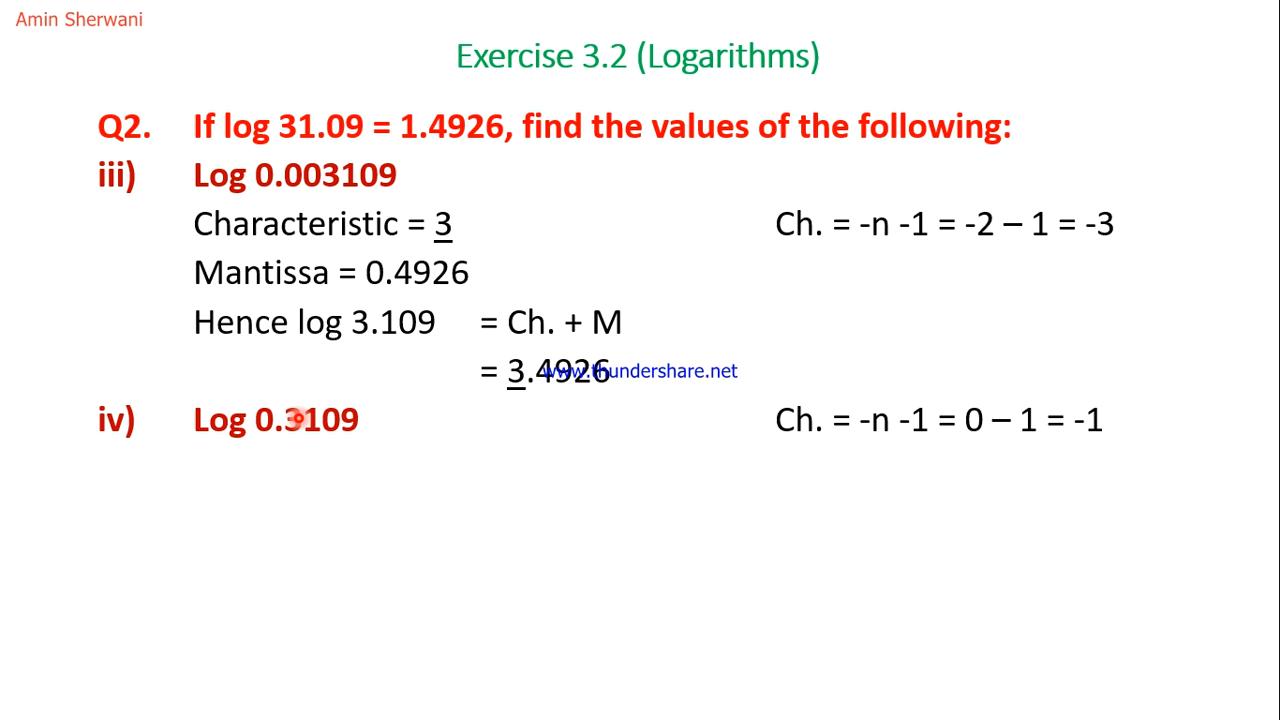 Amin Sherwani
Exercise 3.2 (Logarithms)
Q2. If log 31.09 = 1.4926, find the values of the following:
iii) Log 0.003109
Characteristic = 3 Ch. = -n -1 = -2 – 1 = -3
Mantissa = 0.4926
Hence log 3.109 = Ch. + M
= 3.4926
www.thundershare.net
iv) Log 0.3109 Ch. = -n -1 = 0 – 1 = -1